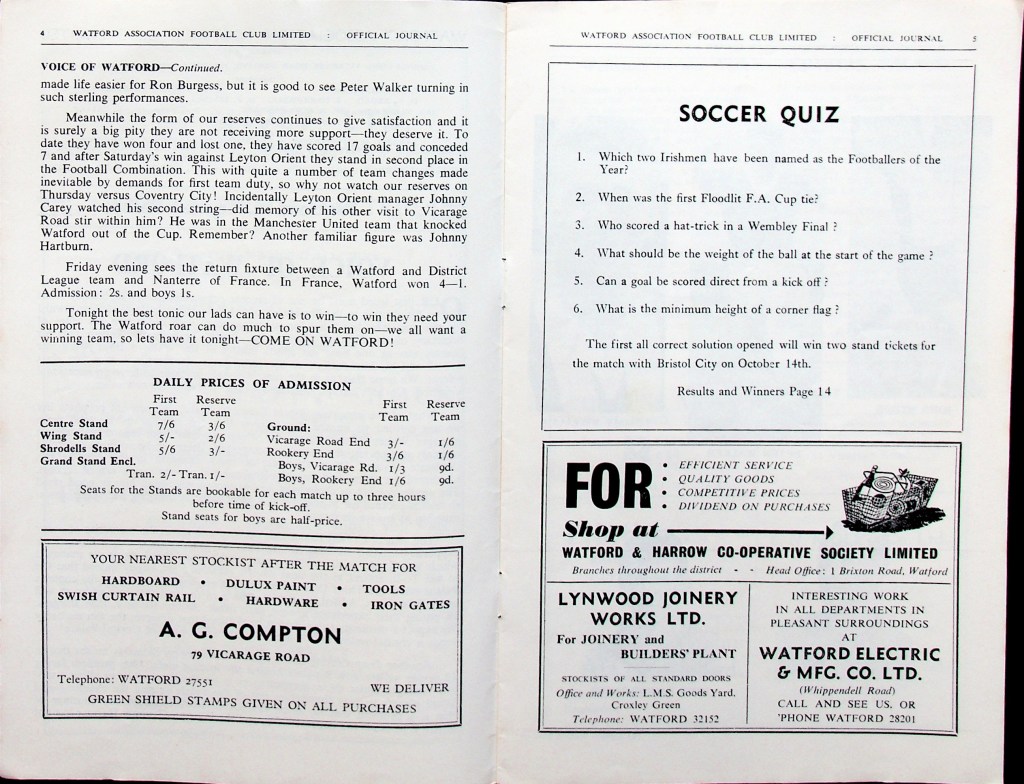 4 WATFORD ASSOCIATION FOOTBALL CLUB LIMITED : OFFICIAL JOURNAL
VOICE OF WATFORD—Continued.
made life easier for Ron Burgess, but it is good to see Peter Walker turning in
such sterling performances.
Meanwhile the form of our reserves continues to give satisfaction and it
is surely a big pity they are not receiving more support—they deserve it. To
date they have won four and lost one, they have scored 17 goals and conceded
7 and after Saturday's win against Leyton Orient they stand in second place in
the Football Combination. This with quite a number of team changes made
inevitable by demands for first team duty, so why not watch our reserves on
Thursday versus Coventry City! Incidentally Leyton Orient manager Johnny
Carey watched his second string—did memory of his other visit to Vicarage
Road stir within him? He was in the Manchester United team that knocked
Watford out of the Cup. Remember? Another familiar figure was Johnny
Hartburn.
Friday evening sees the return fixture between a Watford and District
League team and Nanterre of France. In France, Watford won 4—1.
Admission: 2s. and boys 1s.
Tonight the best tonic our lads can have is to win—to win they need your
support. The Watford roar can do much to spur them on—we all want a
winning team, so lets have it tonight—COME ON WATFORD!
DAILY PRICES OF ADMISSION
First Reserve
Team Team
Centre Stand 7/6 3/6
Wing Stand 5/- 2/6
Shrodells Stand 5/6 3/-
Grand Stand Encl.
Tran. 2/- Tran. 1/-
First Reserve
Team Team
Ground:
Vicarage Road End 3/- 1/6
Rookery End 3/6 1/6
Boys, Vicarage Rd. 1/3 9d.
Boys, Rookery End 1/6 9d.
Seats for the Stands are bookable for each match up to three hours
before time of kick-off.
Stand seats for boys are half-price.
YOUR NEAREST STOCKIST AFTER THE MATCH FOR
HARDBOARD • DULUX PAINT • TOOLS
SWISH CURTAIN RAIL • HARDWARE • IRON GATES
A. G. COMPTON
79 VICARAGE ROAD
Telephone: WATFORD 27551
WE DELIVER
GREEN SHIELD STAMPS GIVEN ON ALL PURCHASES
WATFORD ASSOCIATION FOOTBALL CLUB LIMITED : OFFICIAL JOURNAL 5
SOCCER QUIZ
1. Which two Irishmen have been named as the Footballers of the
Year?
2. When was the first Floodlit F.A. Cup tie?
3. Who scored a hat-trick in a Wembley Final ?
4. What should be the weight of the ball at the start of the game ?
5. Can a goal be scored direct from a kick off ?
6. What is the minimum height of a corner flag ?
The first all correct solution opened will win two stand tickets for
the match with Bristol City on October 14th.
Results and Winners Page 14
FOR : EFFICIENT SERVICE
: QUALITY GOODS
: COMPETITIVE PRICES
: DIVIDEND ON PURCHASES
Shop at
WATFORD & HARROW CO-OPERATIVE SOCIETY LIMITED
Branches throughout the district - - Head Office: 1 Brixton Road, Watford
LYNWOOD JOINERY
WORKS LTD.
For JOINERY and
BUILDERS' PLANT
STOCKISTS OF ALL STANDARD DOORS
Office and Works: L.M.S. Goods Yard.
Croxley Green
Telephone: WATFORD 32152
INTERESTING WORK
IN ALL DEPARTMENTS IN
PLEASANT SURROUNDINGS
AT
WATFORD ELECTRIC
& MFG. CO. LTD.
(Whippendell Road)
CALL AND SEE US, OR
'PHONE WATFORD 28201